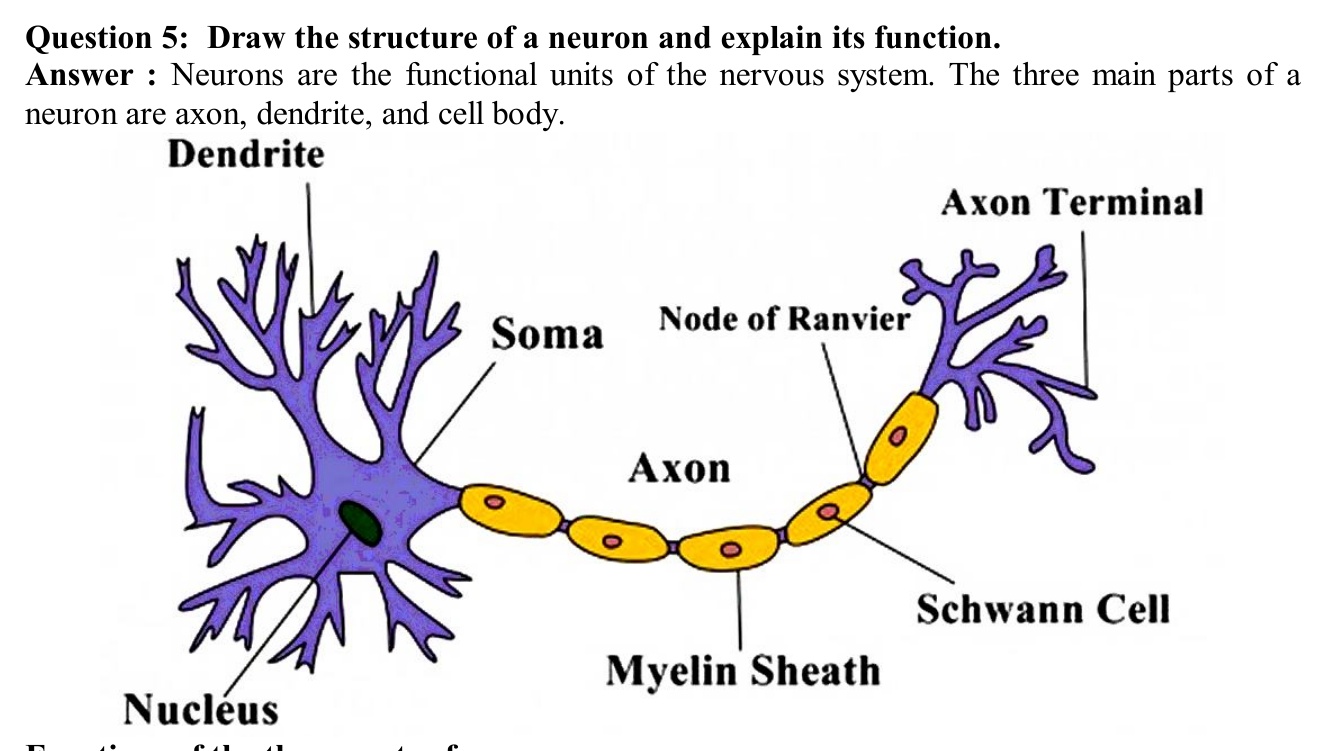 Question 5: Draw the structure of a neuron and explain its function.
Answer : Neurons are the functional units of the nervous system. The three main parts of a
neuron are axon, dendrite, and cell body.
Dendrite
Axon Terminal
Node of Ranvier
Soma
Axon
Schwann Cell
Myelin Sheath
Nucleus